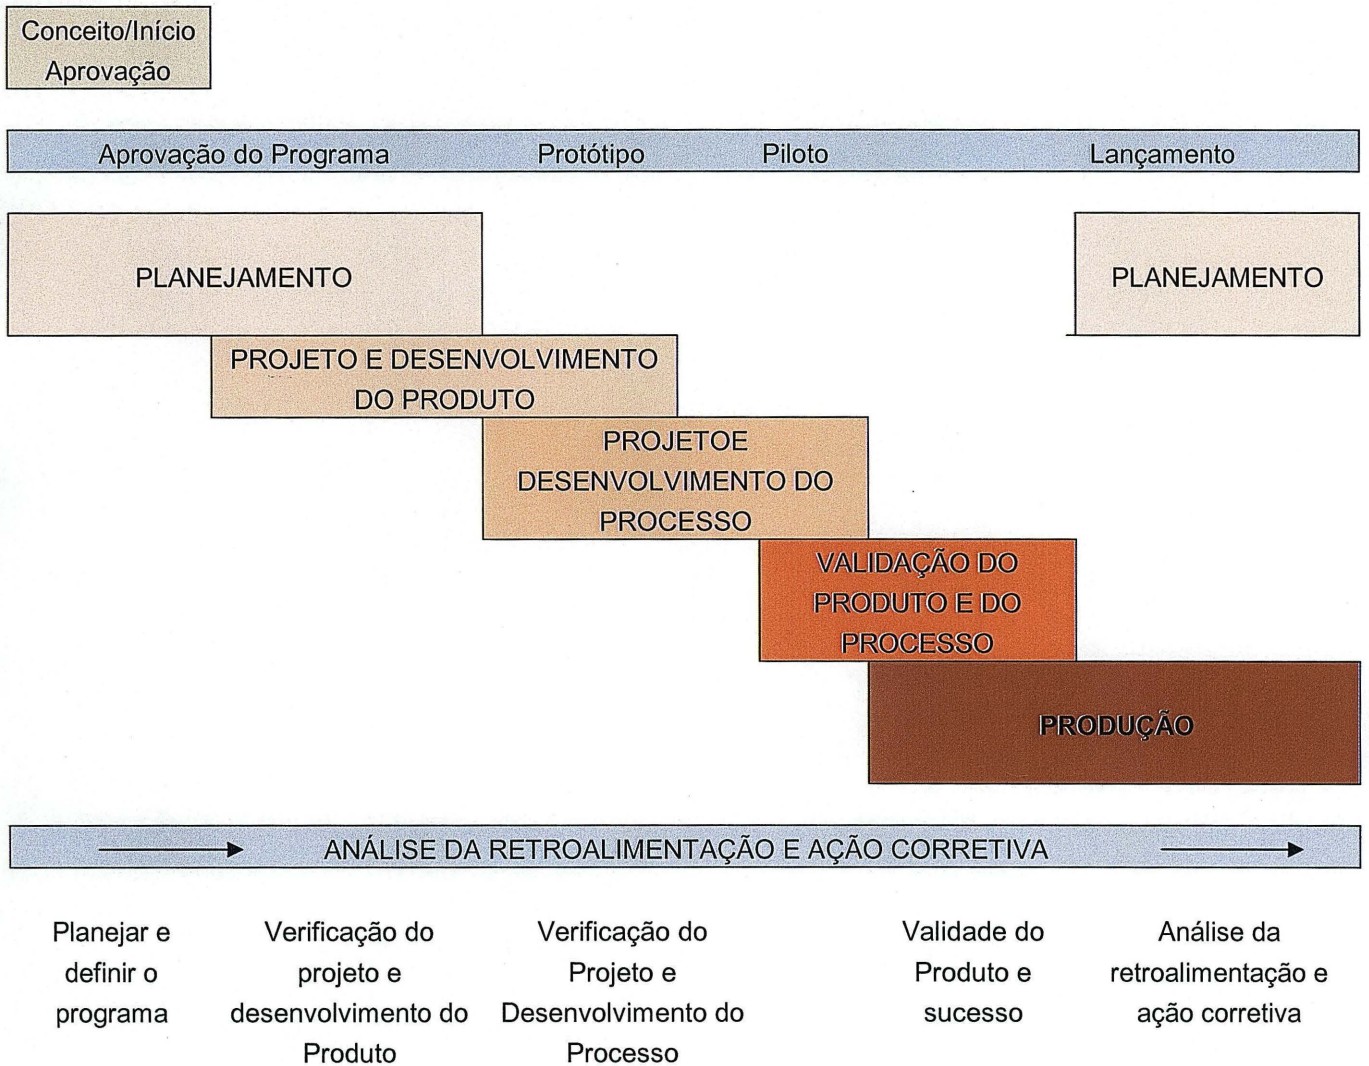 Conceito/Início
Aprovação
Aprovação do Programa Protótipo Piloto Lançamento
PLANEJAMENTO
PLANEJAMENTO
PROJETO E DESENVOLVIMENTO
DO PRODUTO
PROJETOE
DESENVOLVIMENTO DO
PROCESSO
VALIDAÇÃO DO
PRODUTO E DO
PROCESSO
PRODUÇÃO
ANÁLISE DA RETROALIMENTAÇÃO E AÇÃO CORRETIVA
Planejar e
definir o
programa
Verificação do
projeto e
desenvolvimento do
Produto
Verificação do
Projeto e
Desenvolvimento do
Processo
Validade do
Produto e
sucesso
Análise da
retroalimentação e
ação corretiva